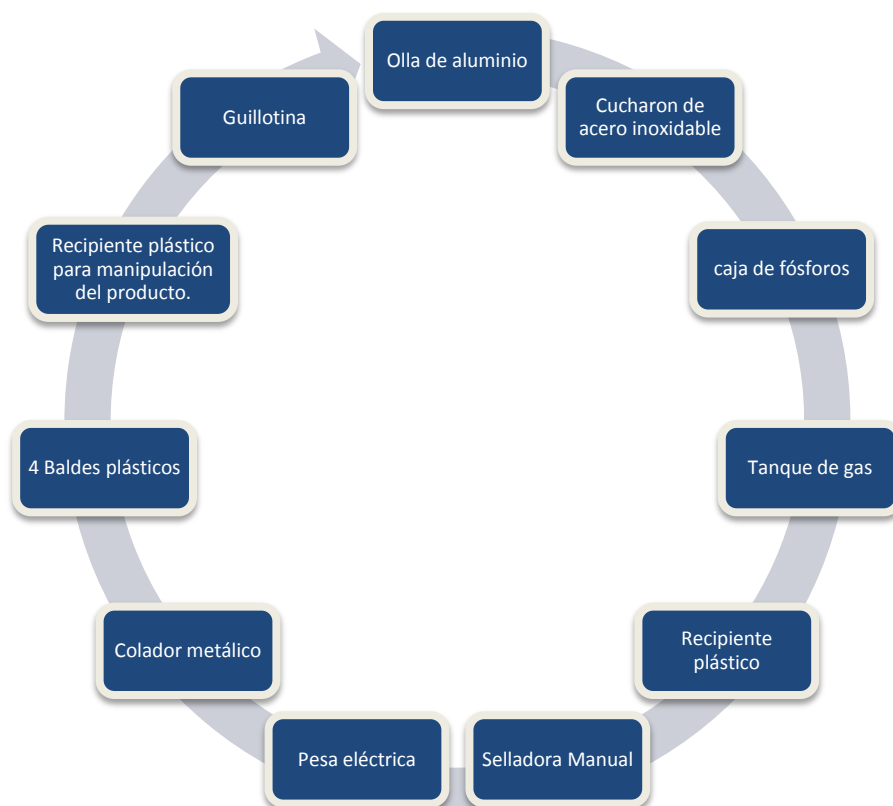 Olla de aluminio
Cucharon de
acero inoxidable
caja de fósforos
Tanque de gas
Recipiente
plástico
Selladora Manual
Pesa eléctrica
Colador metálico
4 Baldes plásticos
Recipiente plástico
para manipulación
del producto.
Guillotina